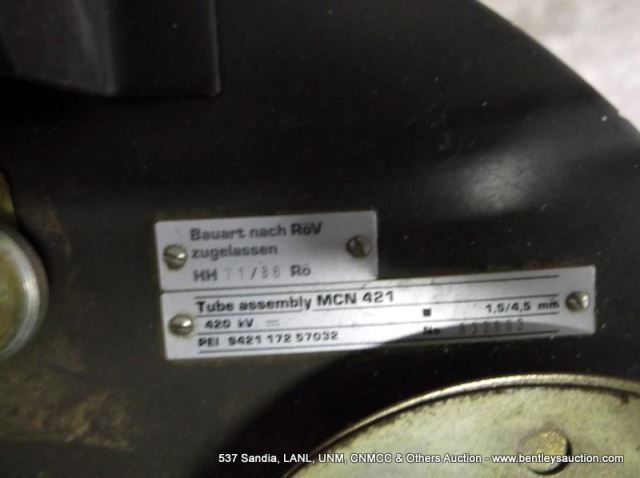 Bauart nach RöV
zugelassen
HH 71/86 Rö
Tube assembly MCN 421
420 kV ⎓ ■ 1,5/4,5 mm
PEI 9421 172 57032 No
537 Sandia, LANL, UNM, CNMCC & Others Auction - www.bentleysauction.com